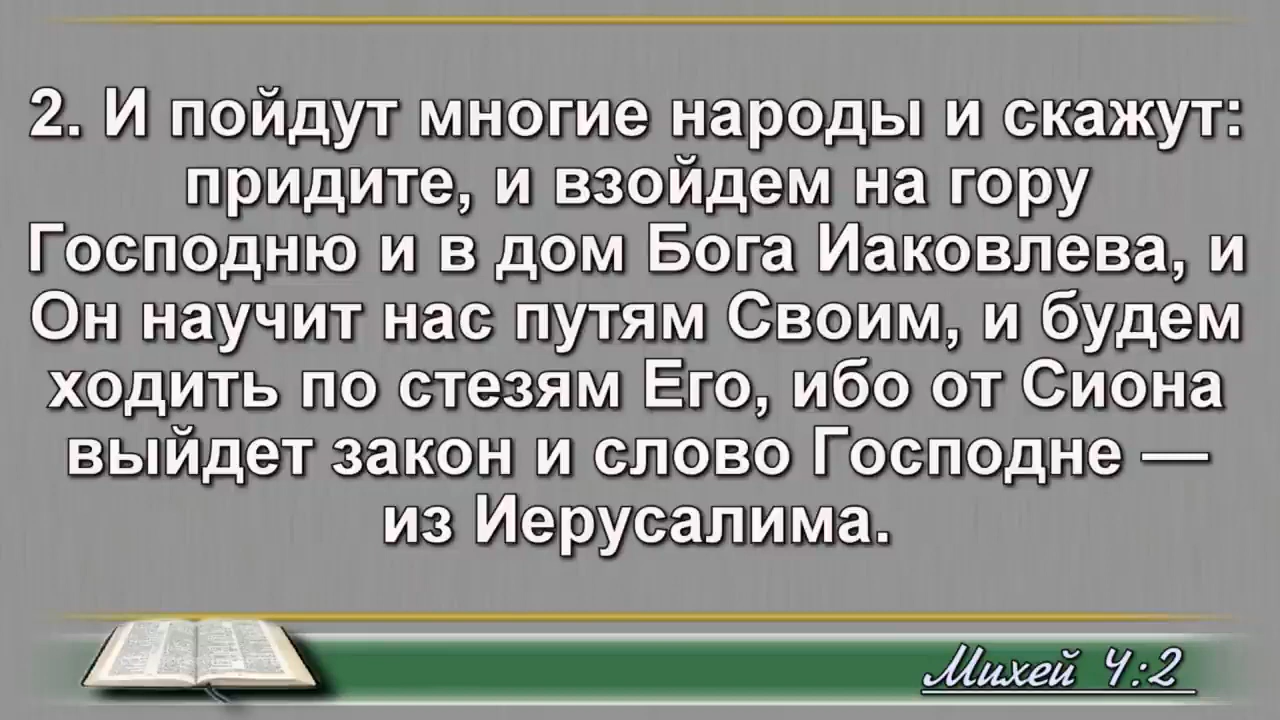 2. И пойдут многие народы и скажут:
придите, и взойдем на гору
Господню и в дом Бога Иаковлева, и
Он научит нас путям Своим, и будем
ходить по стезям Его, ибо от Сиона
выйдет закон и слово Господне —
из Иерусалима.
Михей 4:2